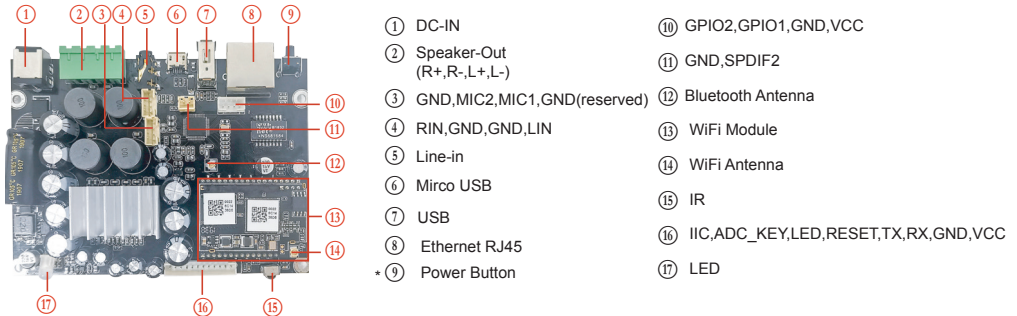 ① ② ③ ④ ⑤ ⑥ ⑦ ⑧ ⑨
⑩
⑪
⑫
⑬
⑭
⑰ ⑯ ⑮
① DC-IN
② Speaker-Out
(R+,R-,L+,L-)
③ GND,MIC2,MIC1,GND(reserved)
④ RIN,GND,GND,LIN
⑤ Line-in
⑥ Mirco USB
⑦ USB
⑧ Ethernet RJ45
* ⑨ Power Button
⑩ GPIO2,GPIO1,GND,VCC
⑪ GND,SPDIF2
⑫ Bluetooth Antenna
⑬ WiFi Module
⑭ WiFi Antenna
⑮ IR
⑯ IIC,ADC_KEY,LED,RESET,TX,RX,GND,VCC
⑰ LED